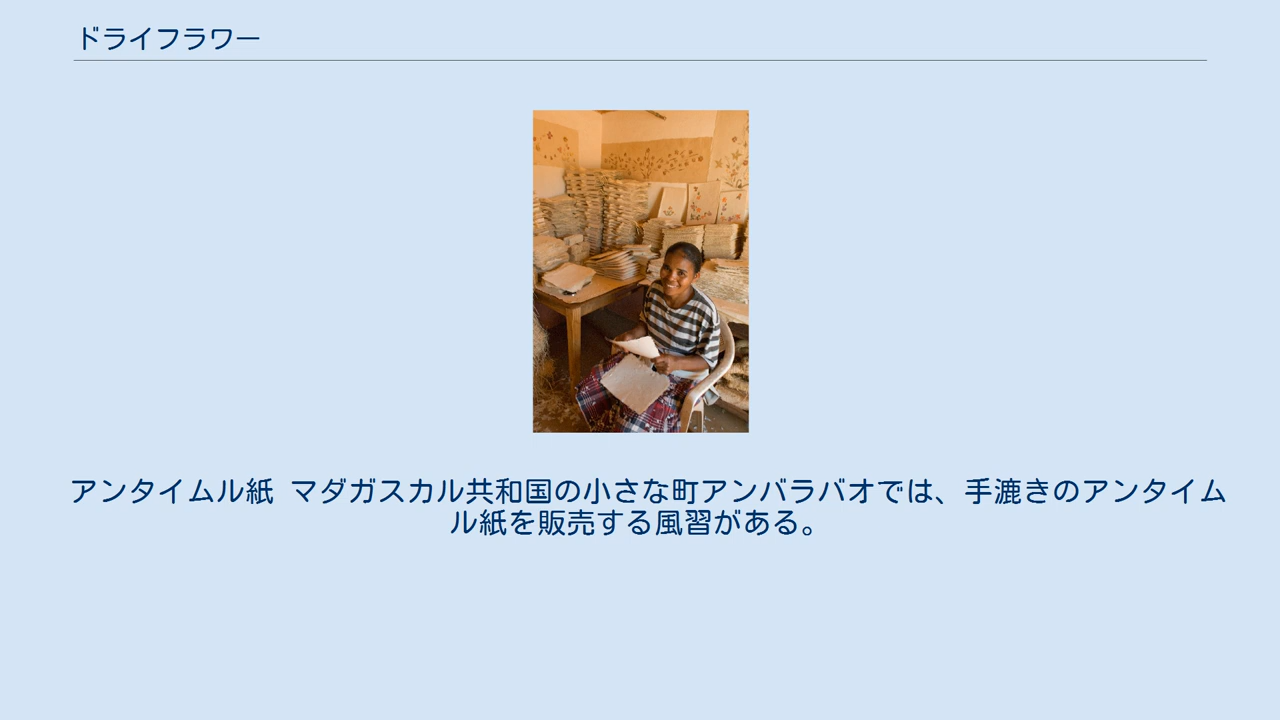 ドライフラワー
アンタイムル紙 マダガスカル共和国の小さな町アンバラバオでは、手漉きのアンタイム
ル紙を販売する風習がある。